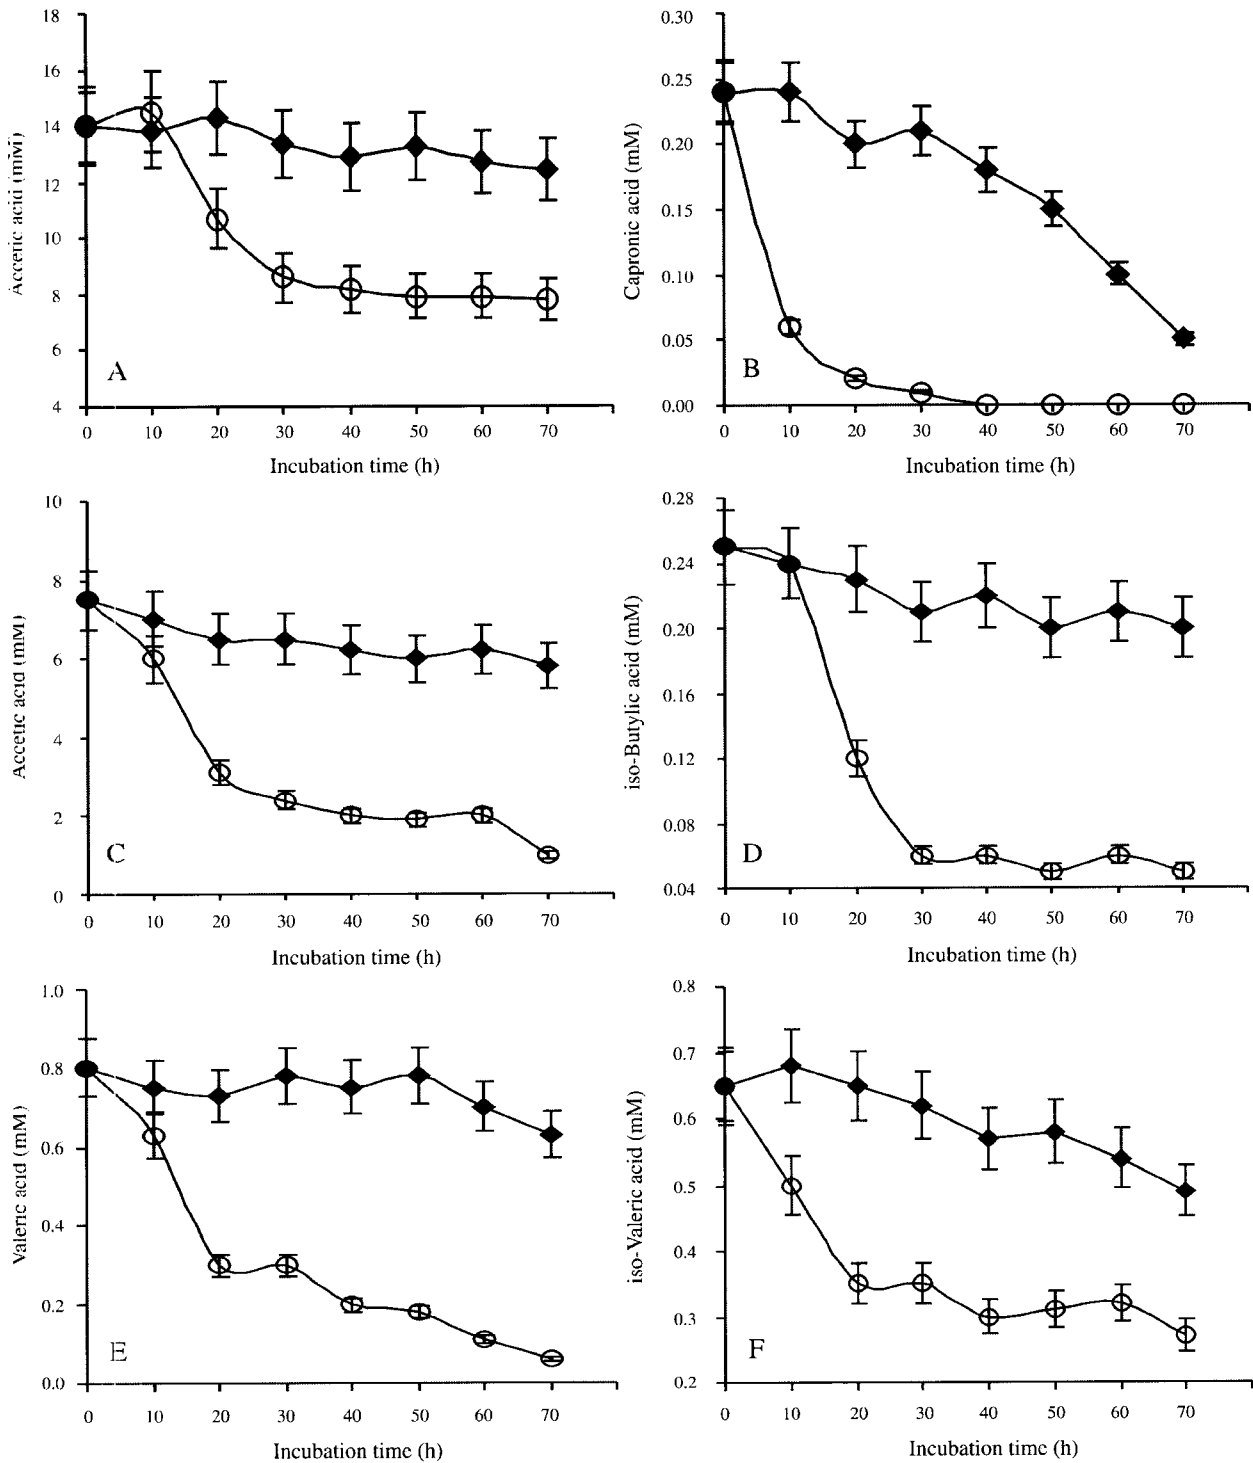 18
16
14
12
10
8
6
4
Accetic acid (mM)
A
0 10 20 30 40 50 60 70
Incubation time (h)
0.30
0.25
0.20
0.15
0.10
0.05
0.00
Capronic acid (mM)
B
0 10 20 30 40 50 60 70
Incubation time (h)
10
8
6
4
2
0
Accetic acid (mM)
C
0 10 20 30 40 50 60 70
Incubation time (h)
0.28
0.24
0.20
0.16
0.12
0.08
0.04
iso-Butylic acid (mM)
D
0 10 20 30 40 50 60 70
Incubation time (h)
1.0
0.8
0.6
0.4
0.2
0.0
Valeric acid (mM)
E
0 10 20 30 40 50 60 70
Incubation time (h)
0.8
0.7
0.6
0.5
0.4
0.3
0.2
iso-Valeric acid (mM)
F
0 10 20 30 40 50 60 70
Incubation time (h)